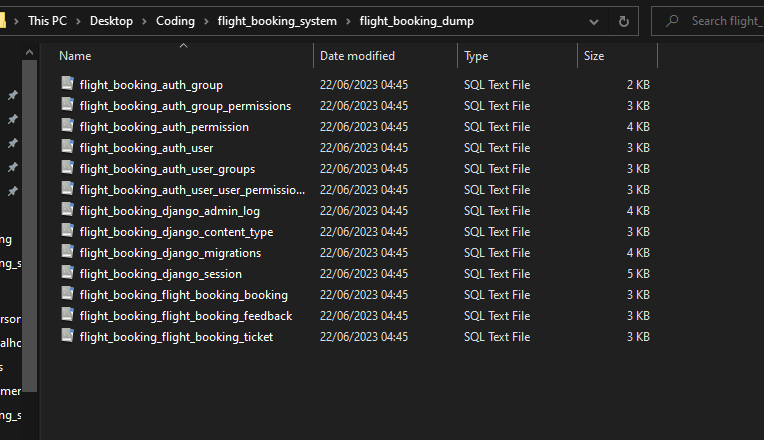 This PC > Desktop > Coding > flight_booking_system > flight_booking_dump
Search flight_
Name Date modified Type Size
flight_booking_auth_group 22/06/2023 04:45 SQL Text File 2 KB
flight_booking_auth_group_permissions 22/06/2023 04:45 SQL Text File 3 KB
flight_booking_auth_permission 22/06/2023 04:45 SQL Text File 4 KB
flight_booking_auth_user 22/06/2023 04:45 SQL Text File 3 KB
flight_booking_auth_user_groups 22/06/2023 04:45 SQL Text File 3 KB
flight_booking_auth_user_user_permissio... 22/06/2023 04:45 SQL Text File 3 KB
flight_booking_django_admin_log 22/06/2023 04:45 SQL Text File 4 KB
flight_booking_django_content_type 22/06/2023 04:45 SQL Text File 3 KB
flight_booking_django_migrations 22/06/2023 04:45 SQL Text File 4 KB
flight_booking_django_session 22/06/2023 04:45 SQL Text File 5 KB
flight_booking_flight_booking_booking 22/06/2023 04:45 SQL Text File 3 KB
flight_booking_flight_booking_feedback 22/06/2023 04:45 SQL Text File 3 KB
flight_booking_flight_booking_ticket 22/06/2023 04:45 SQL Text File 3 KB
ng
ng_s
erson
alho
s
mer
ng_s